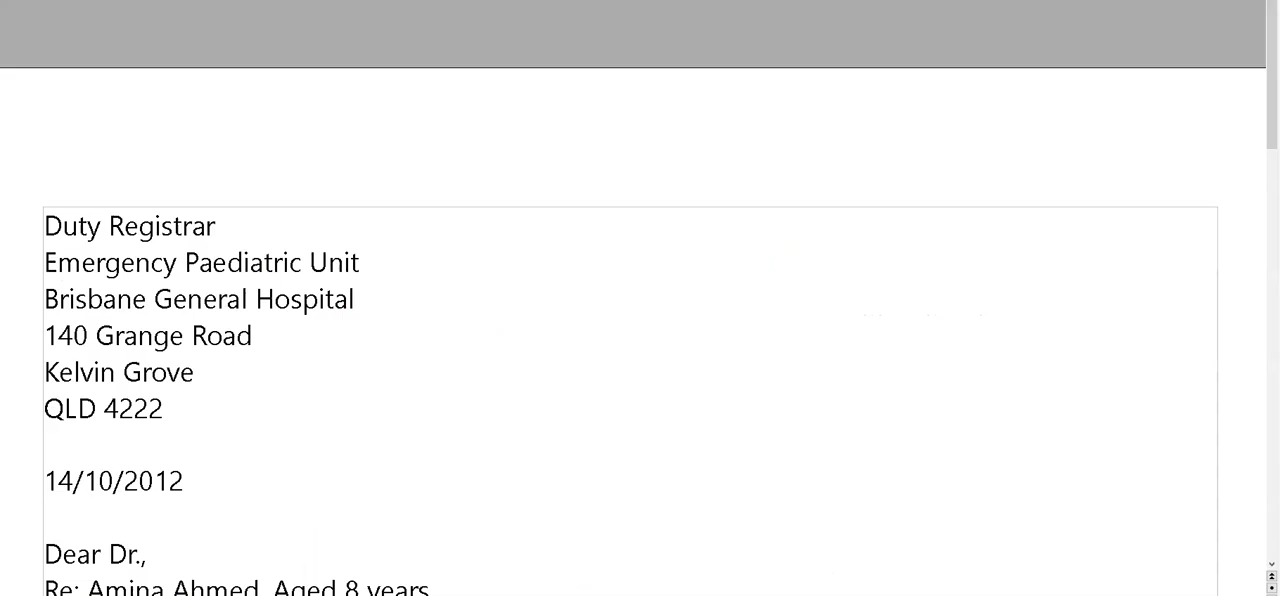 Duty Registrar
Emergency Paediatric Unit
Brisbane General Hospital
140 Grange Road
Kelvin Grove
QLD 4222
14/10/2012
Dear Dr.,
Re: Amina Ahmed, Aged 8 years